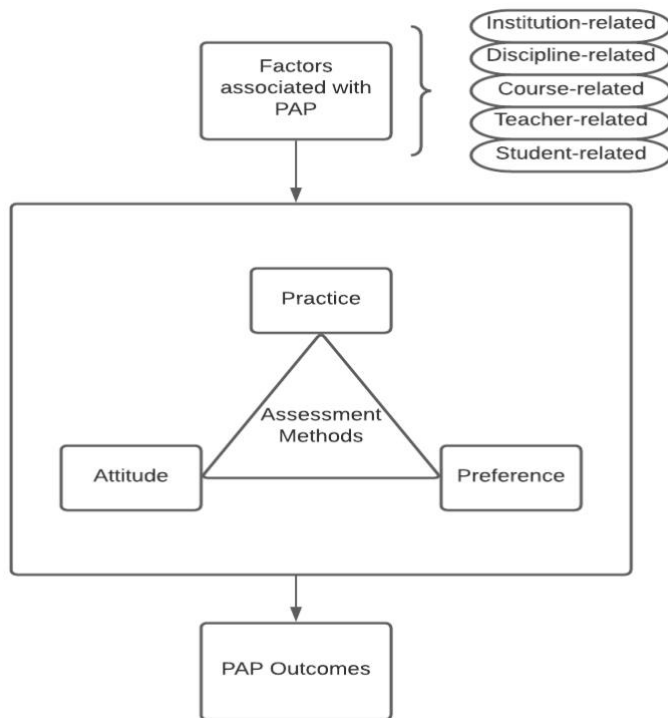 Factors
associated with
PAP
Institution-related
Discipline-related
Course-related
Teacher-related
Student-related
Practice
Assessment
Methods
Attitude
Preference
PAP Outcomes